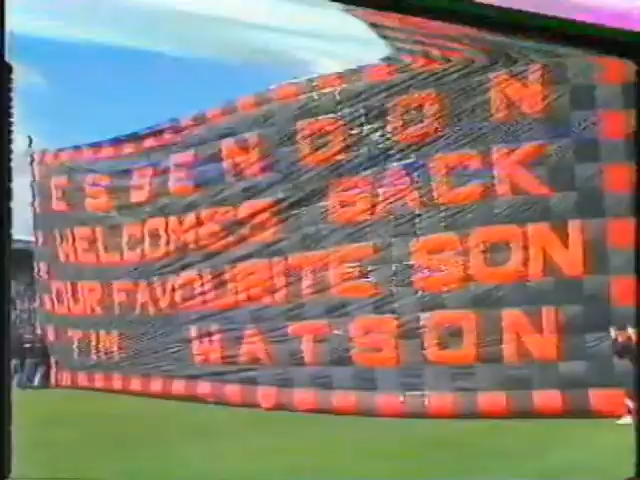 ESSENDON
WELCOMES BACK
OUR FAVOURITE SON
TIM WATSON